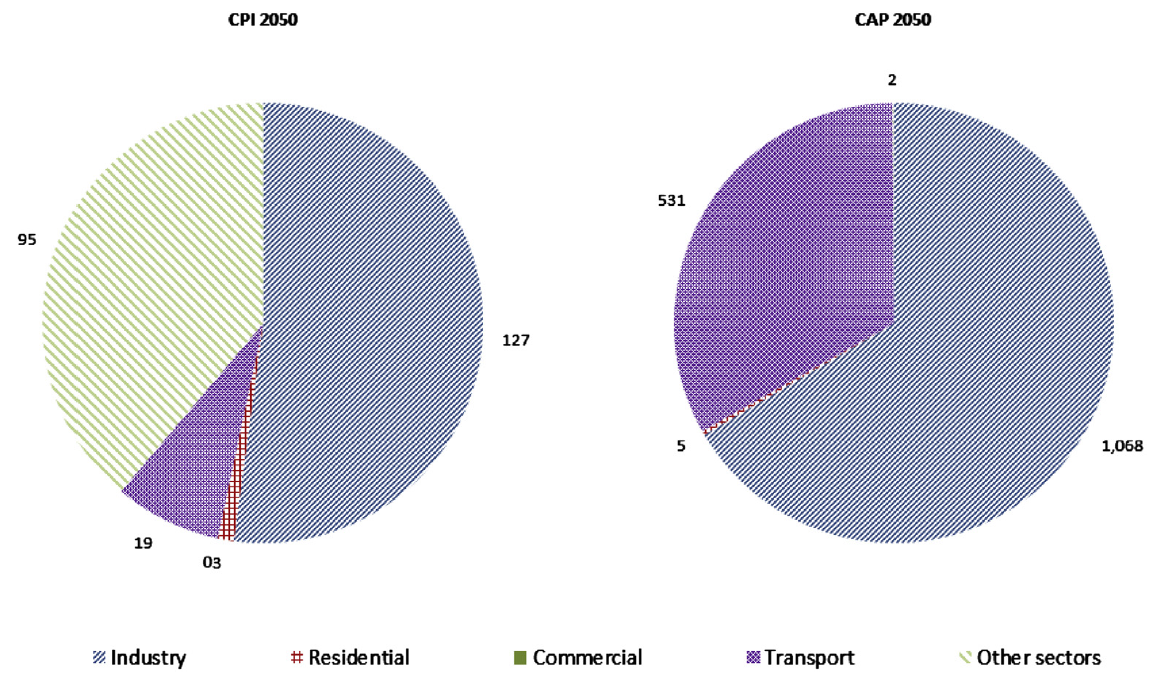 CPI 2050
CAP 2050
2
531
95
127
1,068
5
19
03
Industry
Residential
Commercial
Transport
Other sectors